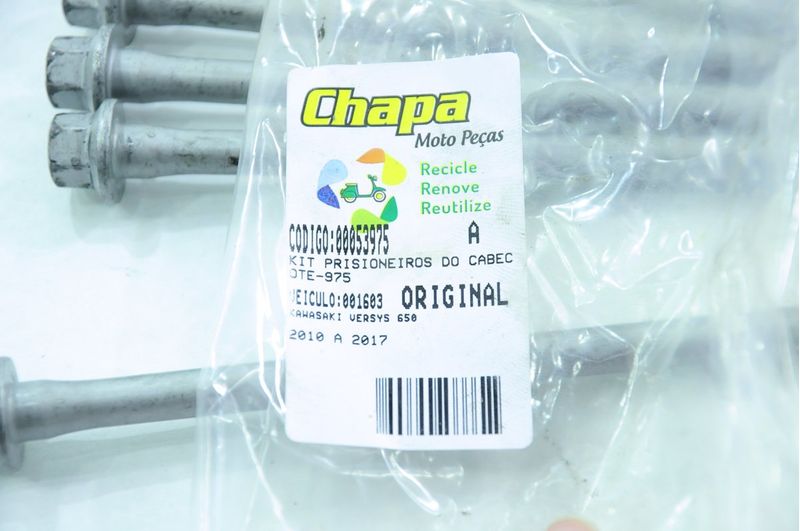 Chapa
Moto Peças
Recicle
Renove
Reutilize
CODIGO:00053975 A
KIT PRISIONEIROS DO CABEC
OTE-975
VEICULO:001603 ORIGINAL
KAWASAKI VERSYS 650
2010 A 2017